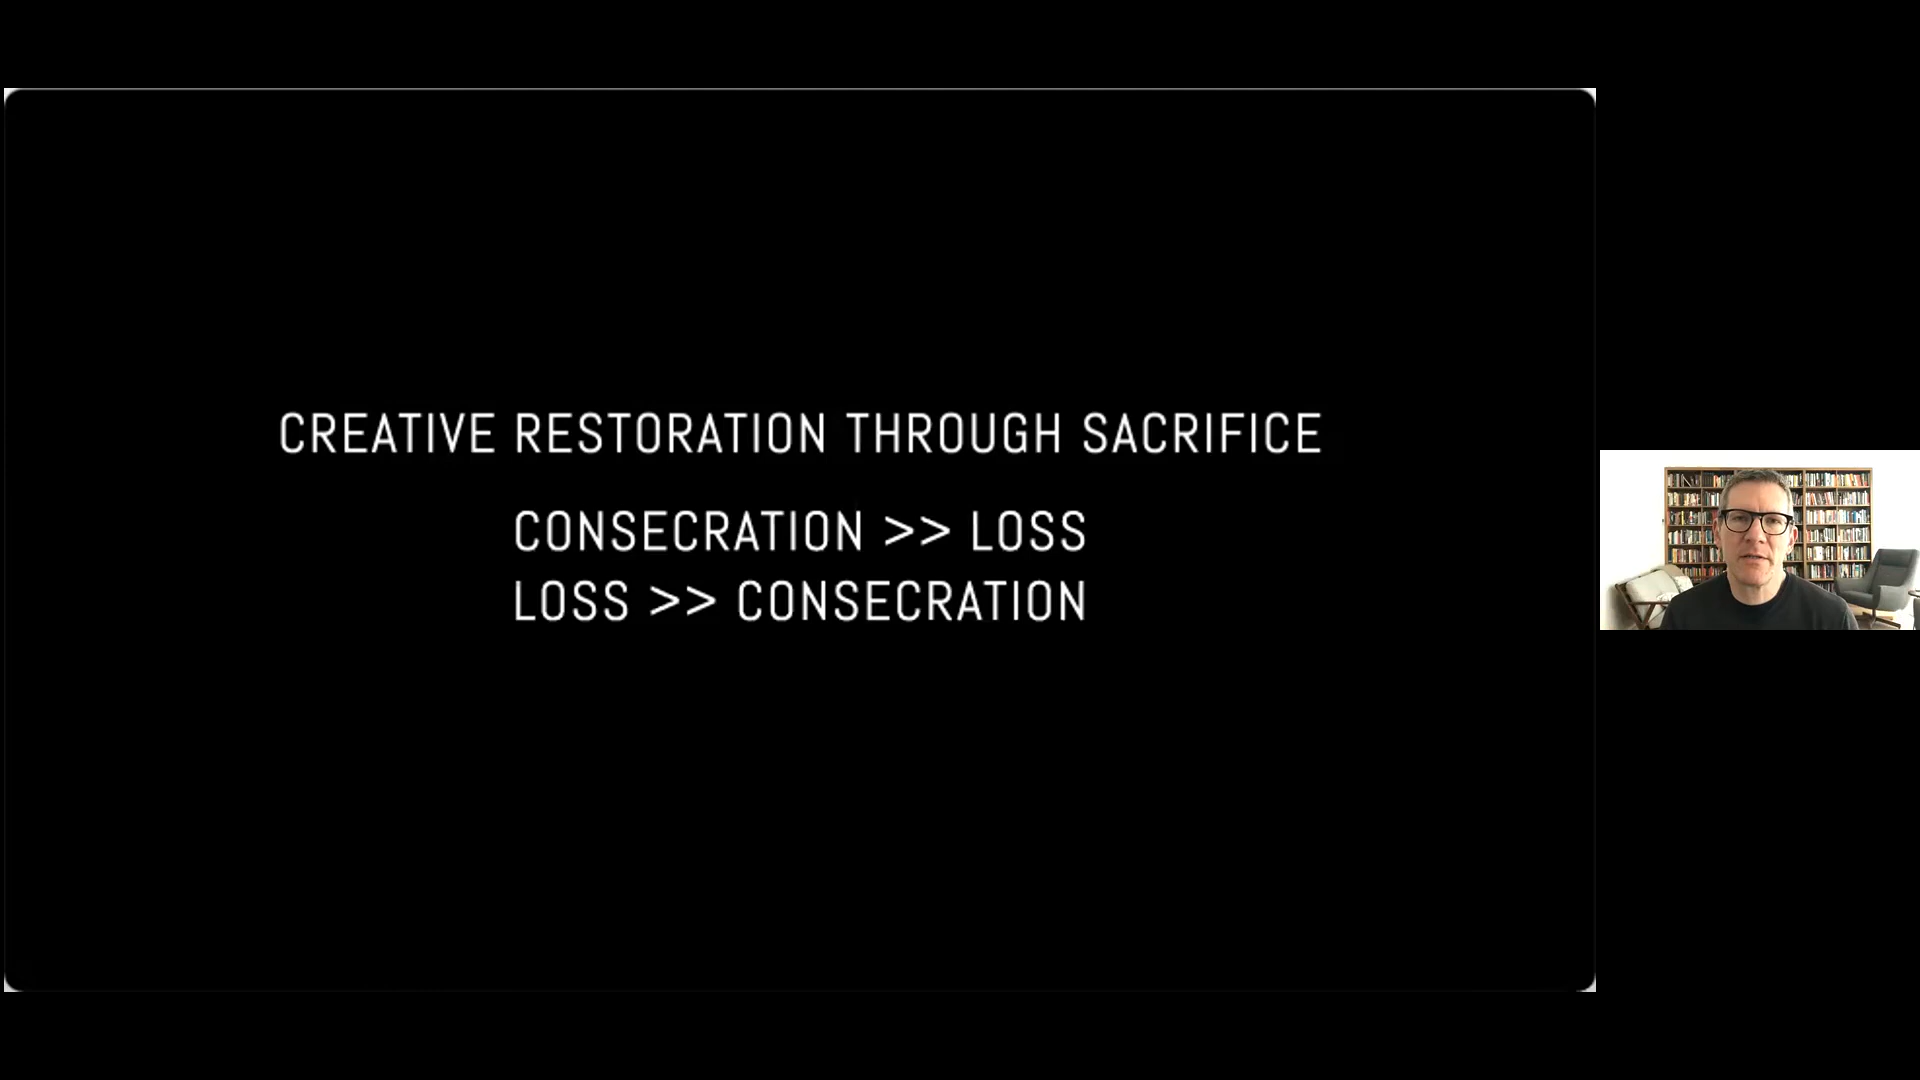 CREATIVE RESTORATION THROUGH SACRIFICE
CONSECRATION >> LOSS
LOSS >> CONSECRATION